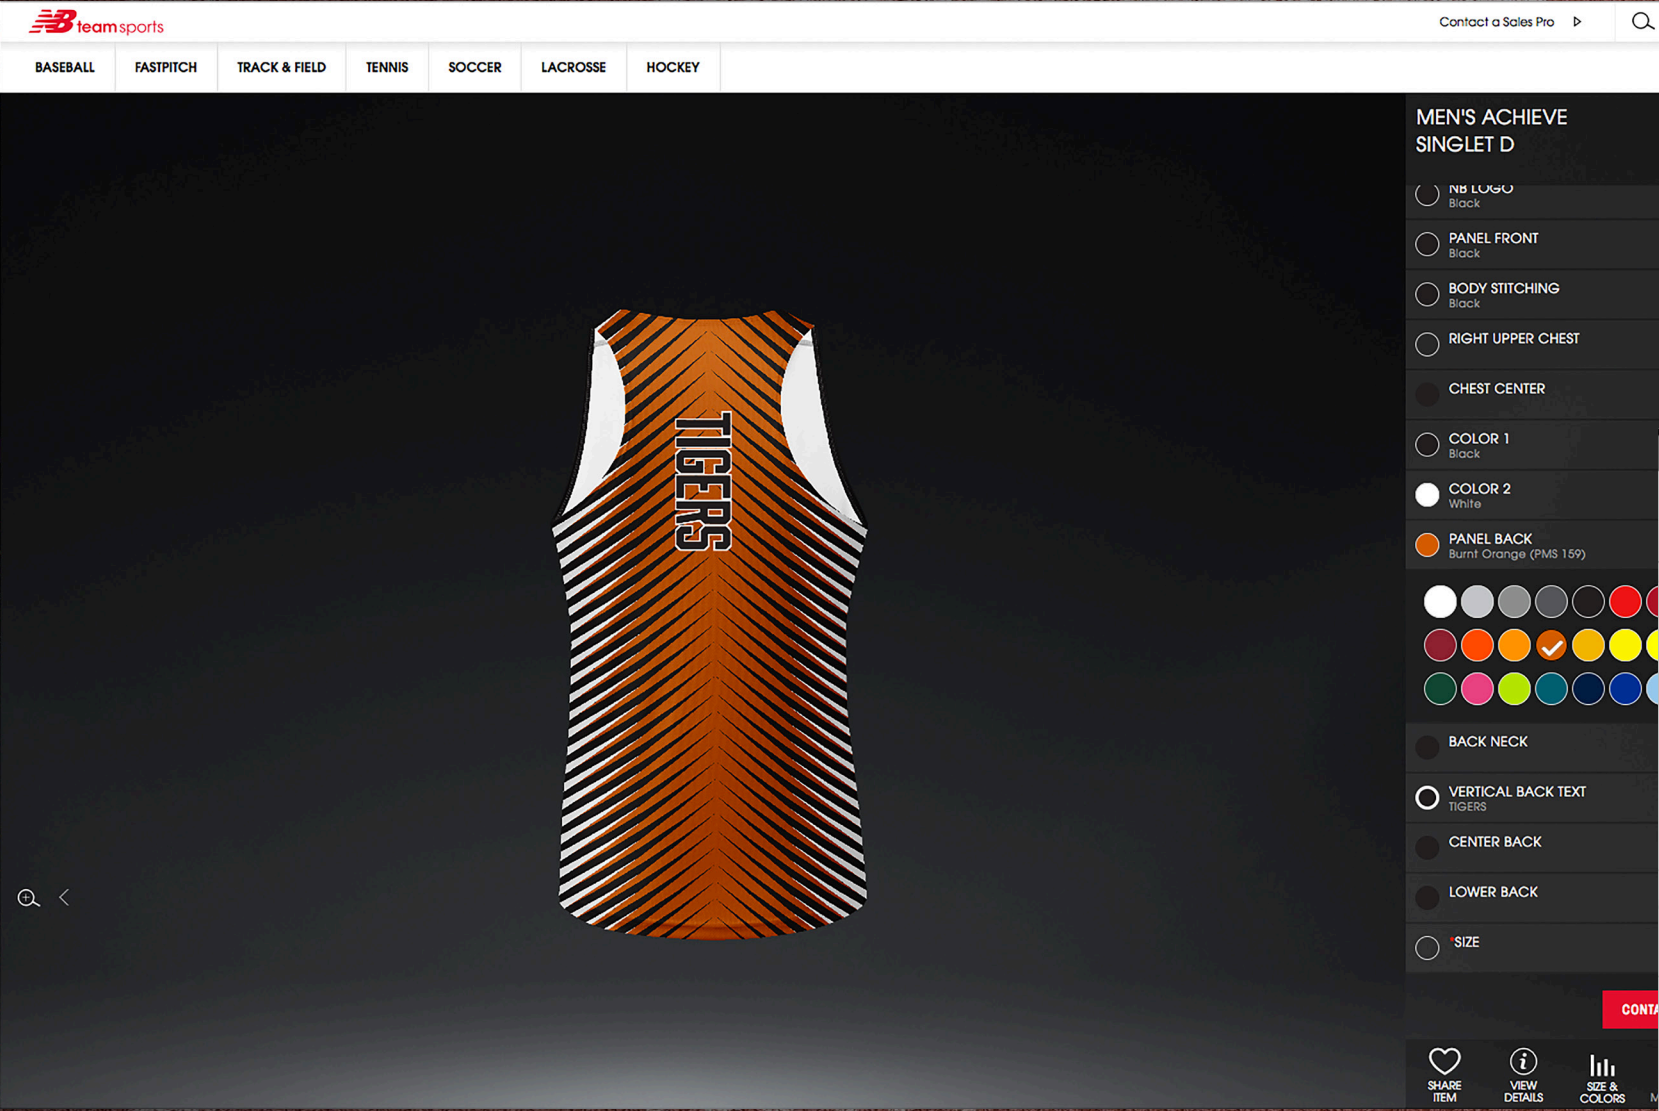 NB teamsports
Contact a Sales Pro
BASEBALL
FASTPITCH
TRACK & FIELD
TENNIS
SOCCER
LACROSSE
HOCKEY
MEN'S ACHIEVE
SINGLET D
NB LOGO
Black
PANEL FRONT
Black
BODY STITCHING
Black
RIGHT UPPER CHEST
CHEST CENTER
COLOR 1
Black
COLOR 2
White
PANEL BACK
Burnt Orange (PMS 159)
BACK NECK
VERTICAL BACK TEXT
TIGERS
CENTER BACK
LOWER BACK
*SIZE
CONTA
SHARE
ITEM
VIEW
DETAILS
SIZE &
COLORS
M
TIGERS